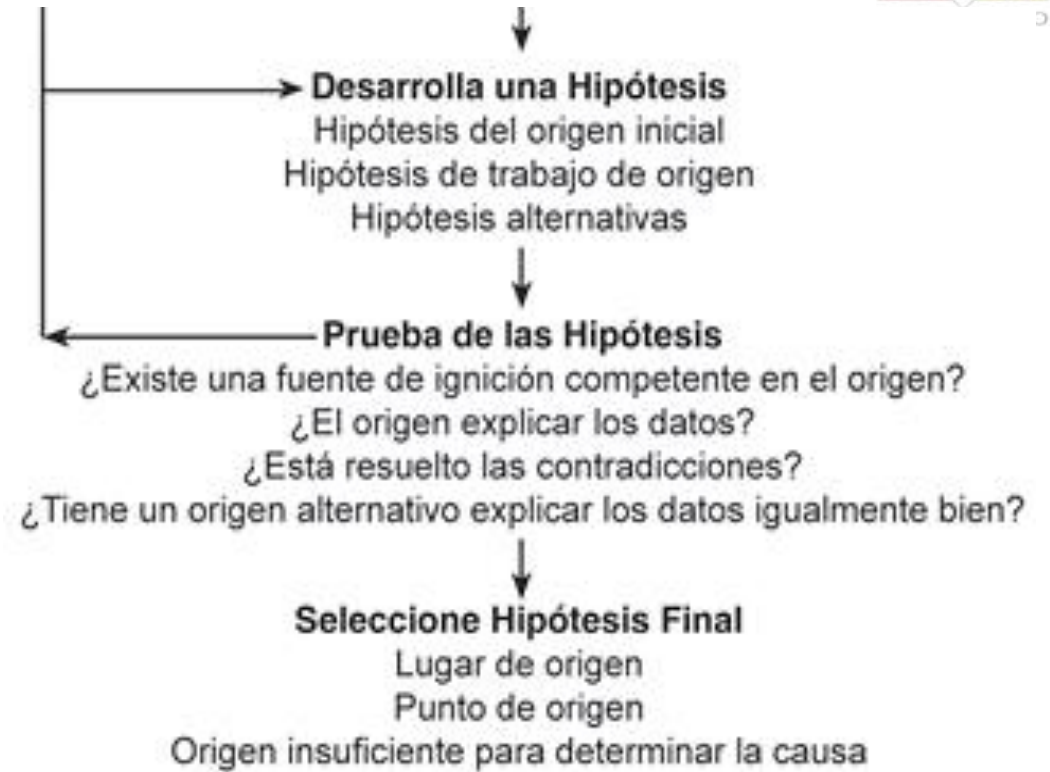 Desarrolla una Hipótesis
Hipótesis del origen inicial
Hipótesis de trabajo de origen
Hipótesis alternativas
Prueba de las Hipótesis
¿Existe una fuente de ignición competente en el origen?
¿El origen explicar los datos?
¿Está resuelto las contradicciones?
¿Tiene un origen alternativo explicar los datos igualmente bien?
Seleccione Hipótesis Final
Lugar de origen
Punto de origen
Origen insuficiente para determinar la causa